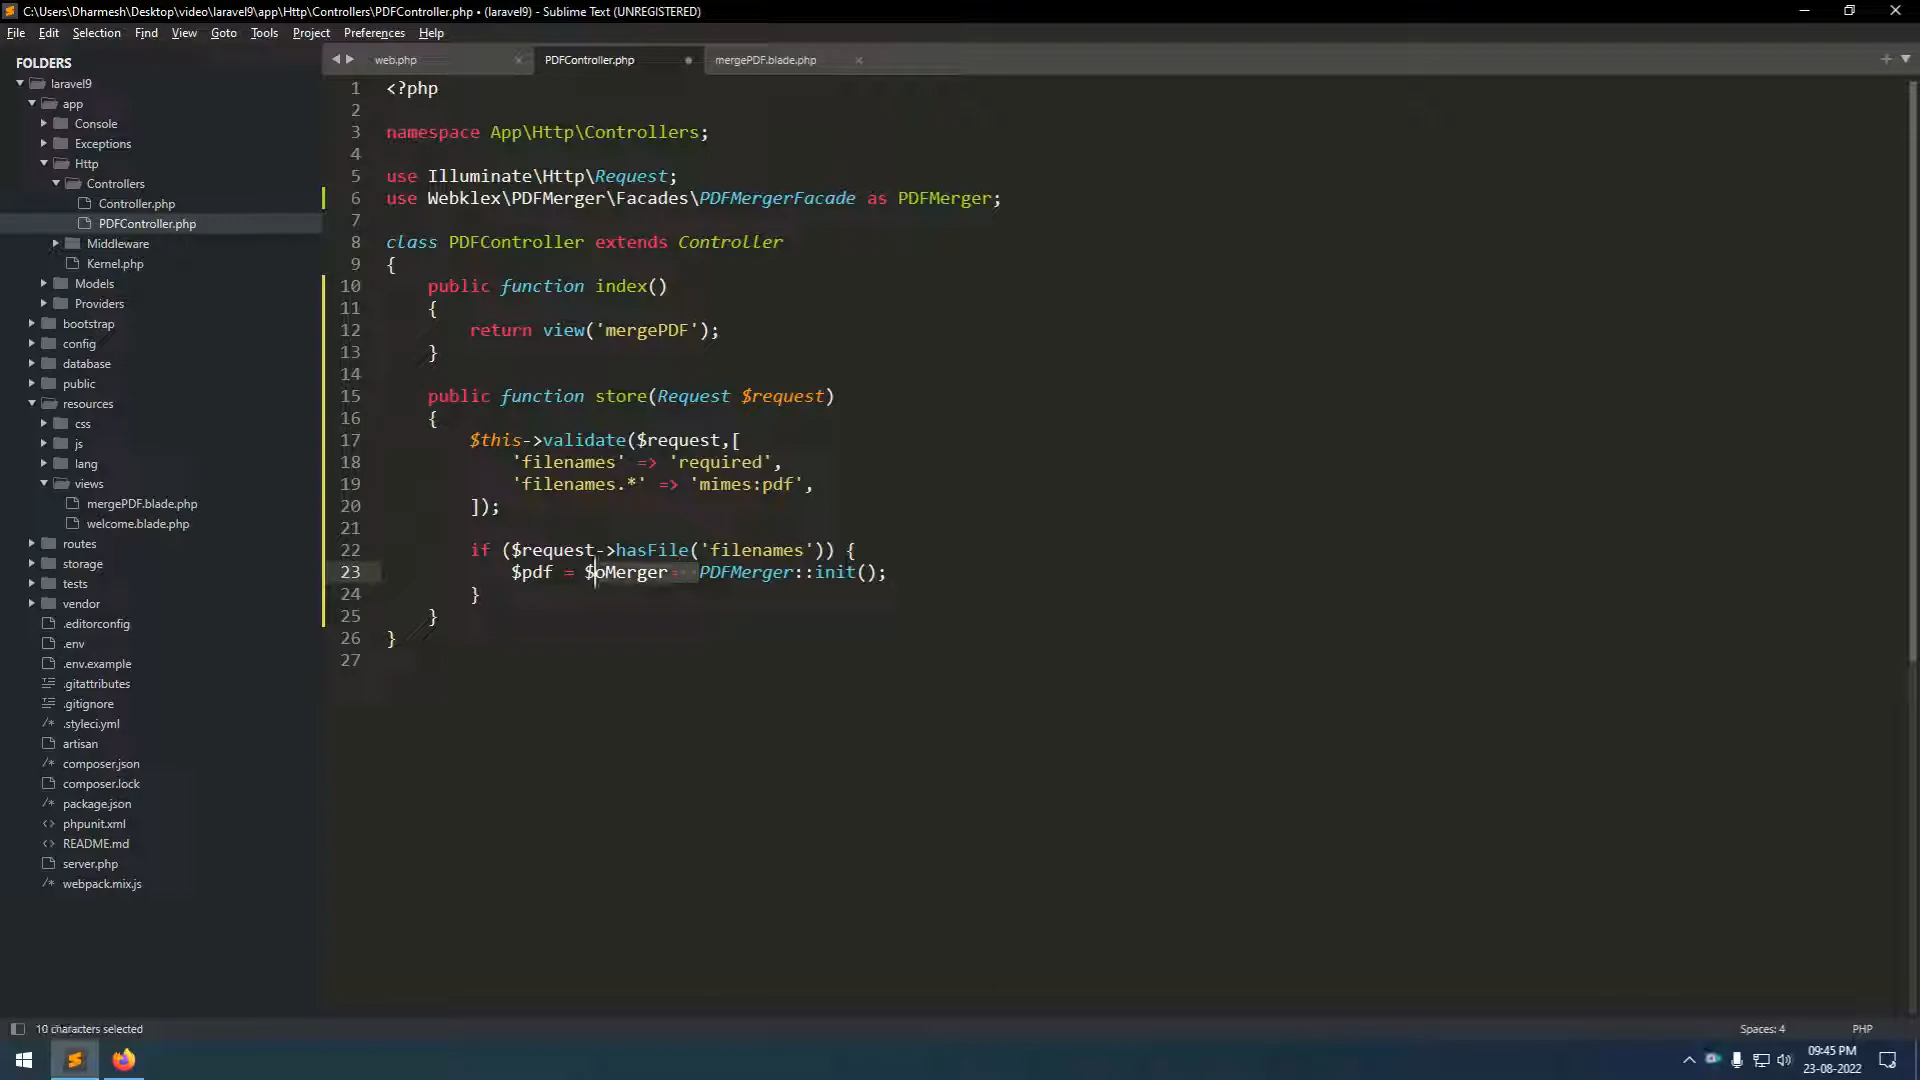 C:\Users\Dharmesh\Desktop\video\laravel9\app\Http\Controllers\PDFController.php • (laravel9) - Sublime Text (UNREGISTERED)
File Edit Selection Find View Goto Tools Project Preferences Help
FOLDERS
laravel9
app
Console
Exceptions
Http
Controllers
Controller.php
PDFController.php
Middleware
Kernel.php
Models
Providers
bootstrap
config
database
public
resources
css
js
lang
views
mergePDF.blade.php
welcome.blade.php
routes
storage
tests
vendor
.editorconfig
.env
.env.example
.gitattributes
.gitignore
.styleci.yml
artisan
composer.json
composer.lock
package.json
phpunit.xml
README.md
server.php
webpack.mix.js
web.php PDFController.php mergePDF.blade.php
1 <?php
2
3 namespace App\Http\Controllers;
4
5 use Illuminate\Http\Request;
6 use Webklex\PDFMerger\Facades\PDFMergerFacade as PDFMerger;
7
8 class PDFController extends Controller
9 {
10 public function index()
11 {
12 return view('mergePDF');
13 }
14
15 public function store(Request $request)
16 {
17 $this->validate($request,[
18 'filenames' => 'required',
19 'filenames.*' => 'mimes:pdf',
20 ]);
21
22 if ($request->hasFile('filenames')) {
23 $pdf = $oMerger = PDFMerger::init();
24 }
25 }
26 }
27
10 characters selected
Spaces: 4 PHP
09:45 PM
23-08-2022